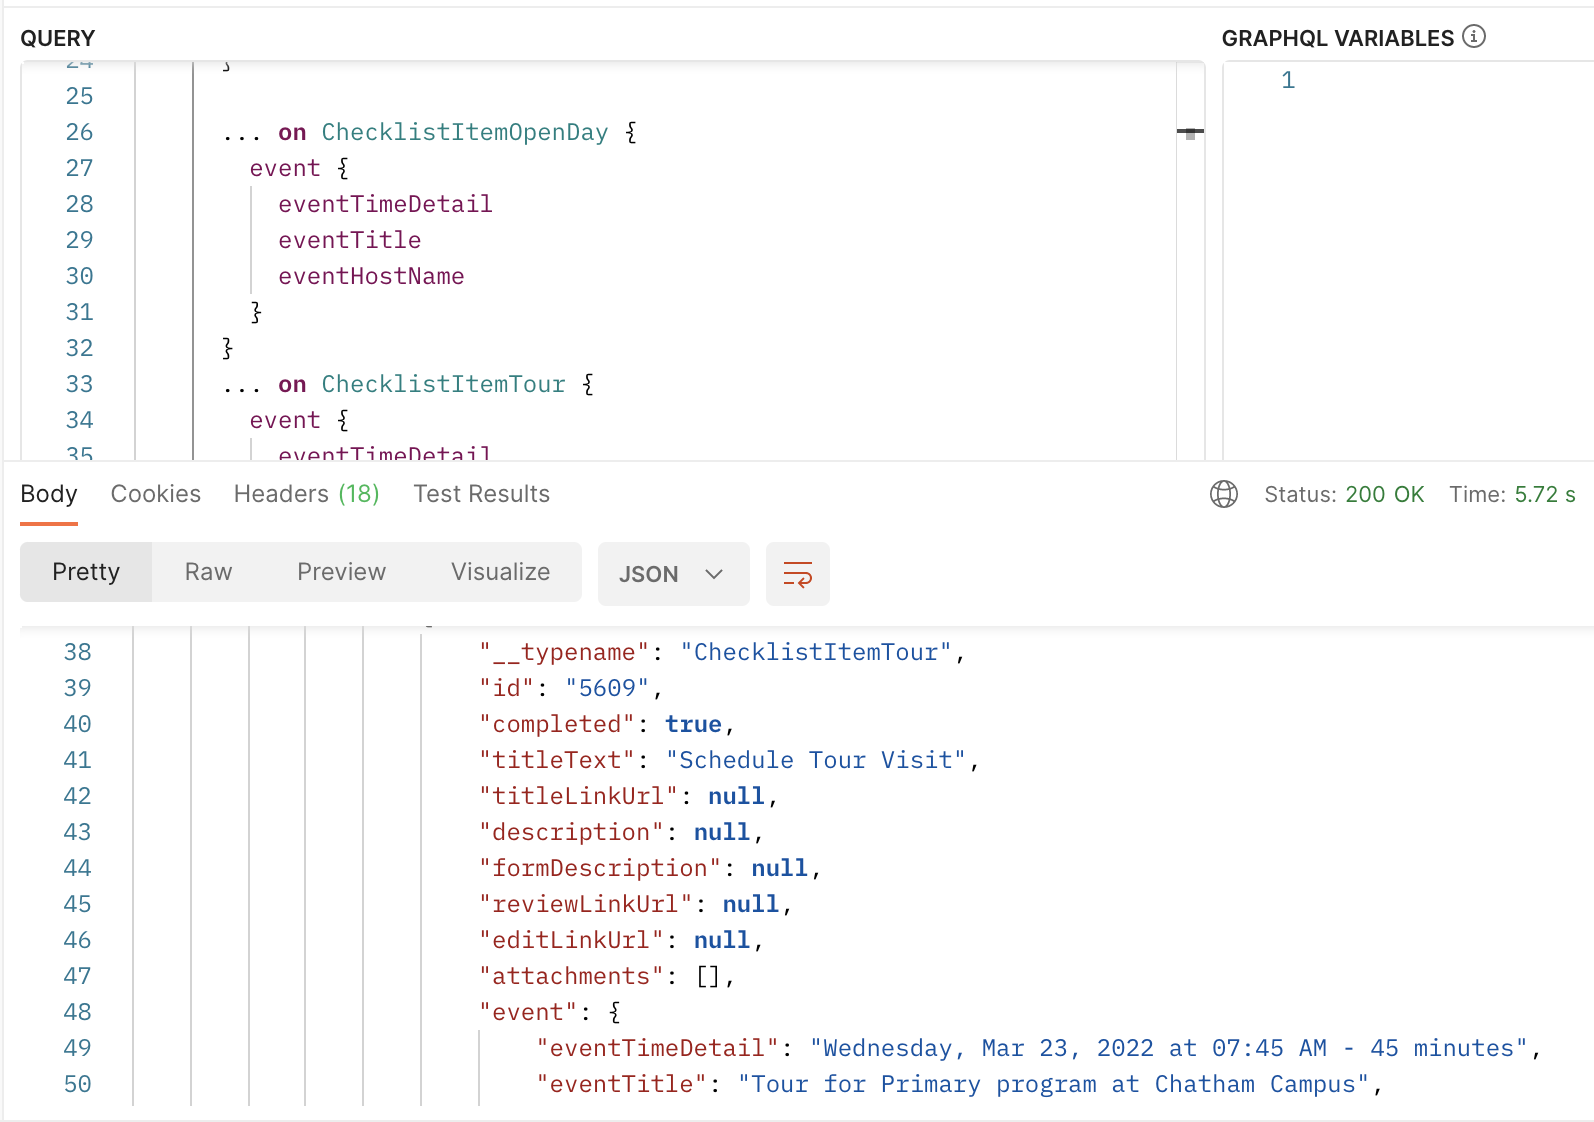 QUERY
GRAPHQL VARIABLES
24 }
1
25
26 ... on ChecklistItemOpenDay {
27 event {
28 eventTimeDetail
29 eventTitle
30 eventHostName
31 }
32 }
33 ... on ChecklistItemTour {
34 event {
35 eventTimeDetail
Body Cookies Headers (18) Test Results
Status: 200 OK Time: 5.72 s
Pretty Raw Preview Visualize JSON
38 "__typename": "ChecklistItemTour",
39 "id": "5609",
40 "completed": true,
41 "titleText": "Schedule Tour Visit",
42 "titleLinkUrl": null,
43 "description": null,
44 "formDescription": null,
45 "reviewLinkUrl": null,
46 "editLinkUrl": null,
47 "attachments": [],
48 "event": {
49 "eventTimeDetail": "Wednesday, Mar 23, 2022 at 07:45 AM - 45 minutes",
50 "eventTitle": "Tour for Primary program at Chatham Campus",